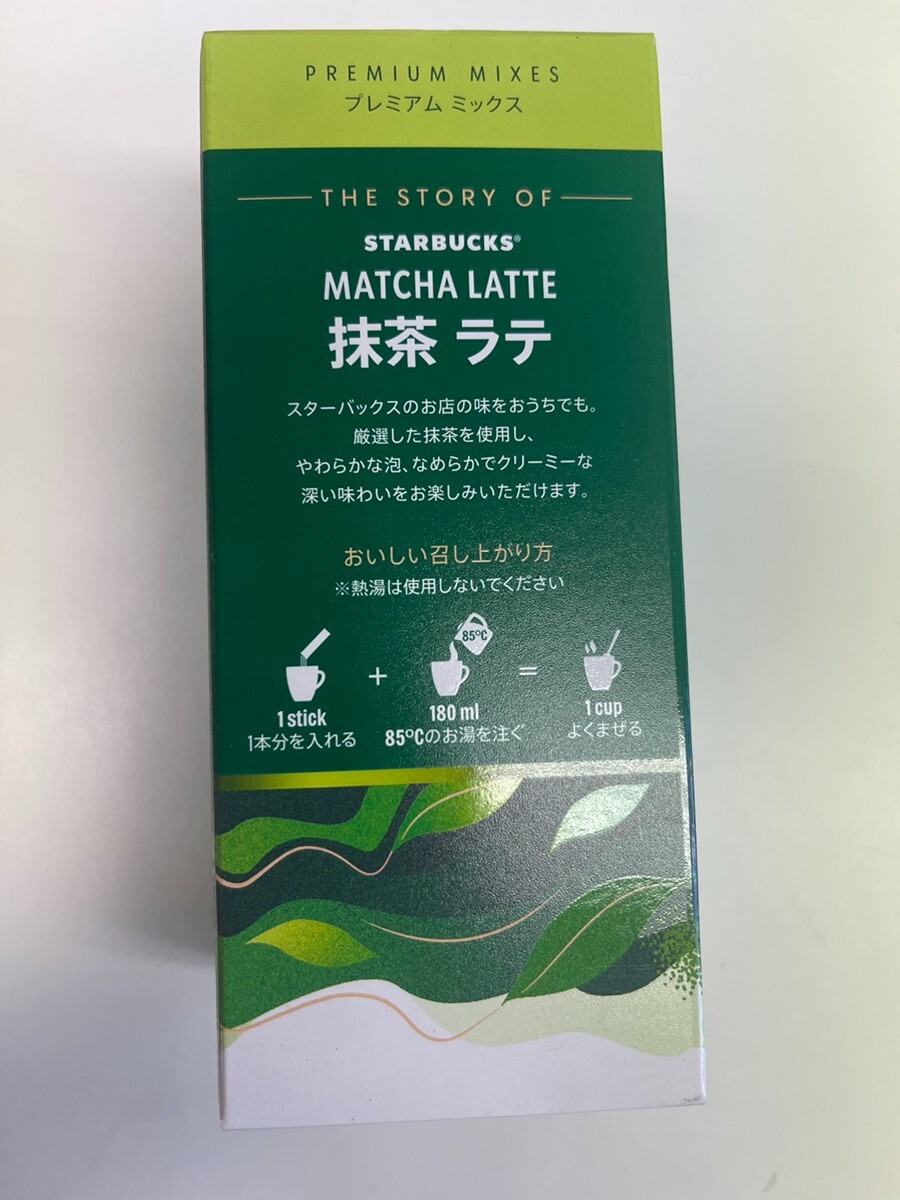 PREMIUM MIXES
プレミアム ミックス
THE STORY OF
STARBUCKS®
MATCHA LATTE
抹茶 ラテ
スターバックスのお店の味をおうちでも。
厳選した抹茶を使用し、
やわらかな泡、なめらかでクリーミーな
深い味わいをお楽しみいただけます。
おいしい召し上がり方
※熱湯は使用しないでください
85ºC
+
=
1 stick
180 ml
1 cup
1本分を入れる
85ºCのお湯を注ぐ
よくまぜる